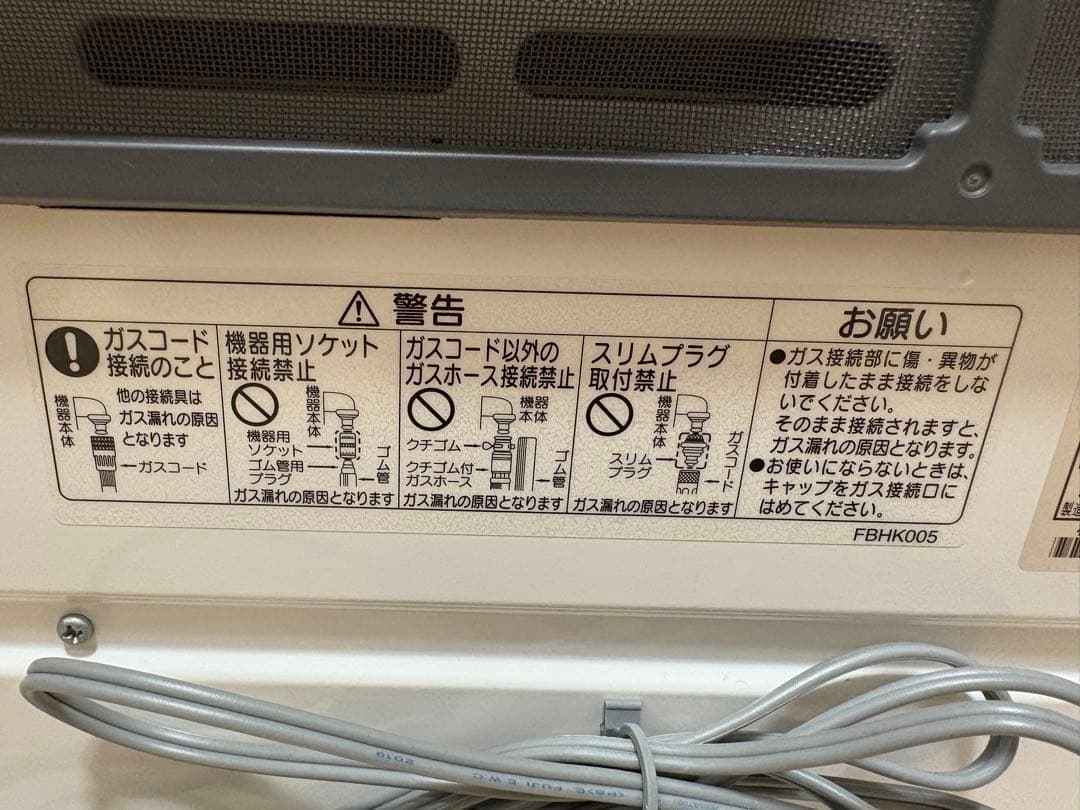 警告
ガスコード
接続のこと
他の接続具は
ガス漏れの原因
となります
機器本体
ガスコード
機器用ソケット
接続禁止
機器本体
機器用
ソケット
ゴム管用
プラグ
ゴム管
ガス漏れの原因となります
ガスコード以外の
ガスホース接続禁止
機器
本体
クチゴム
クチゴム付
ガスホース
ゴム管
ガス漏れの原因となります
スリムプラグ
取付禁止
機器本体
スリム
プラグ
ガスコード
ガス漏れの原因となります
お願い
●ガス接続部に傷・異物が
付着したまま接続をしな
いでください。
そのまま接続されますと、
ガス漏れの原因となります。
●お使いにならないときは、
キャップをガス接続口に
はめてください。
FBHK005
製造
2019
<PS>E FUJI E.W.C